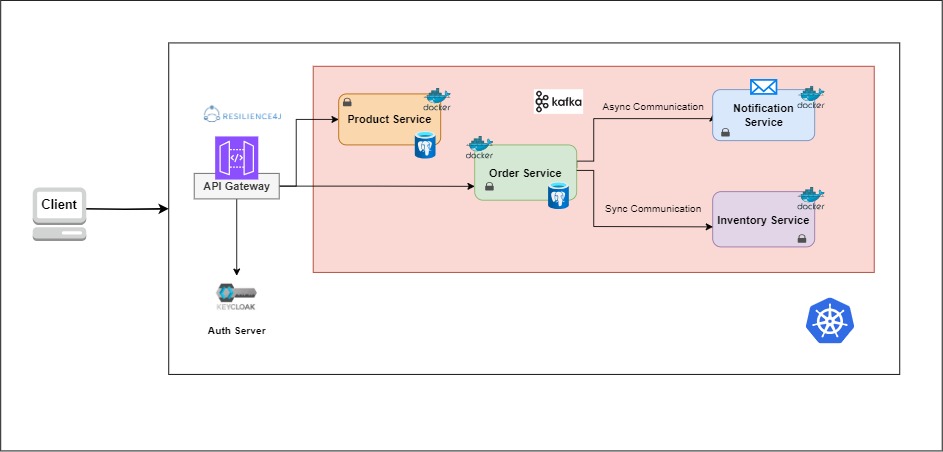 RESILIENCE4J
docker
Product Service
kafka
Async Communication
Notification
Service
docker
docker
Order Service
API Gateway
Client
Sync Communication
docker
Inventory Service
KEYCLOAK
Auth Server